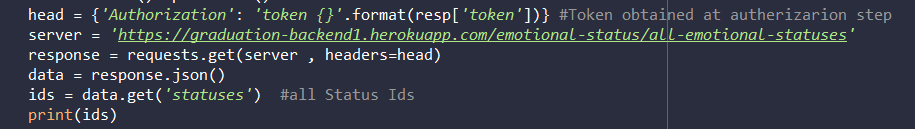 head = {'Authorization': 'token {}'.format(resp['token'])} #Token obtained at autherizarion step
server = 'https://graduation-backend1.herokuapp.com/emotional-status/all-emotional-statuses'
response = requests.get(server , headers=head)
data = response.json()
ids = data.get('statuses')  #all Status Ids
print(ids)